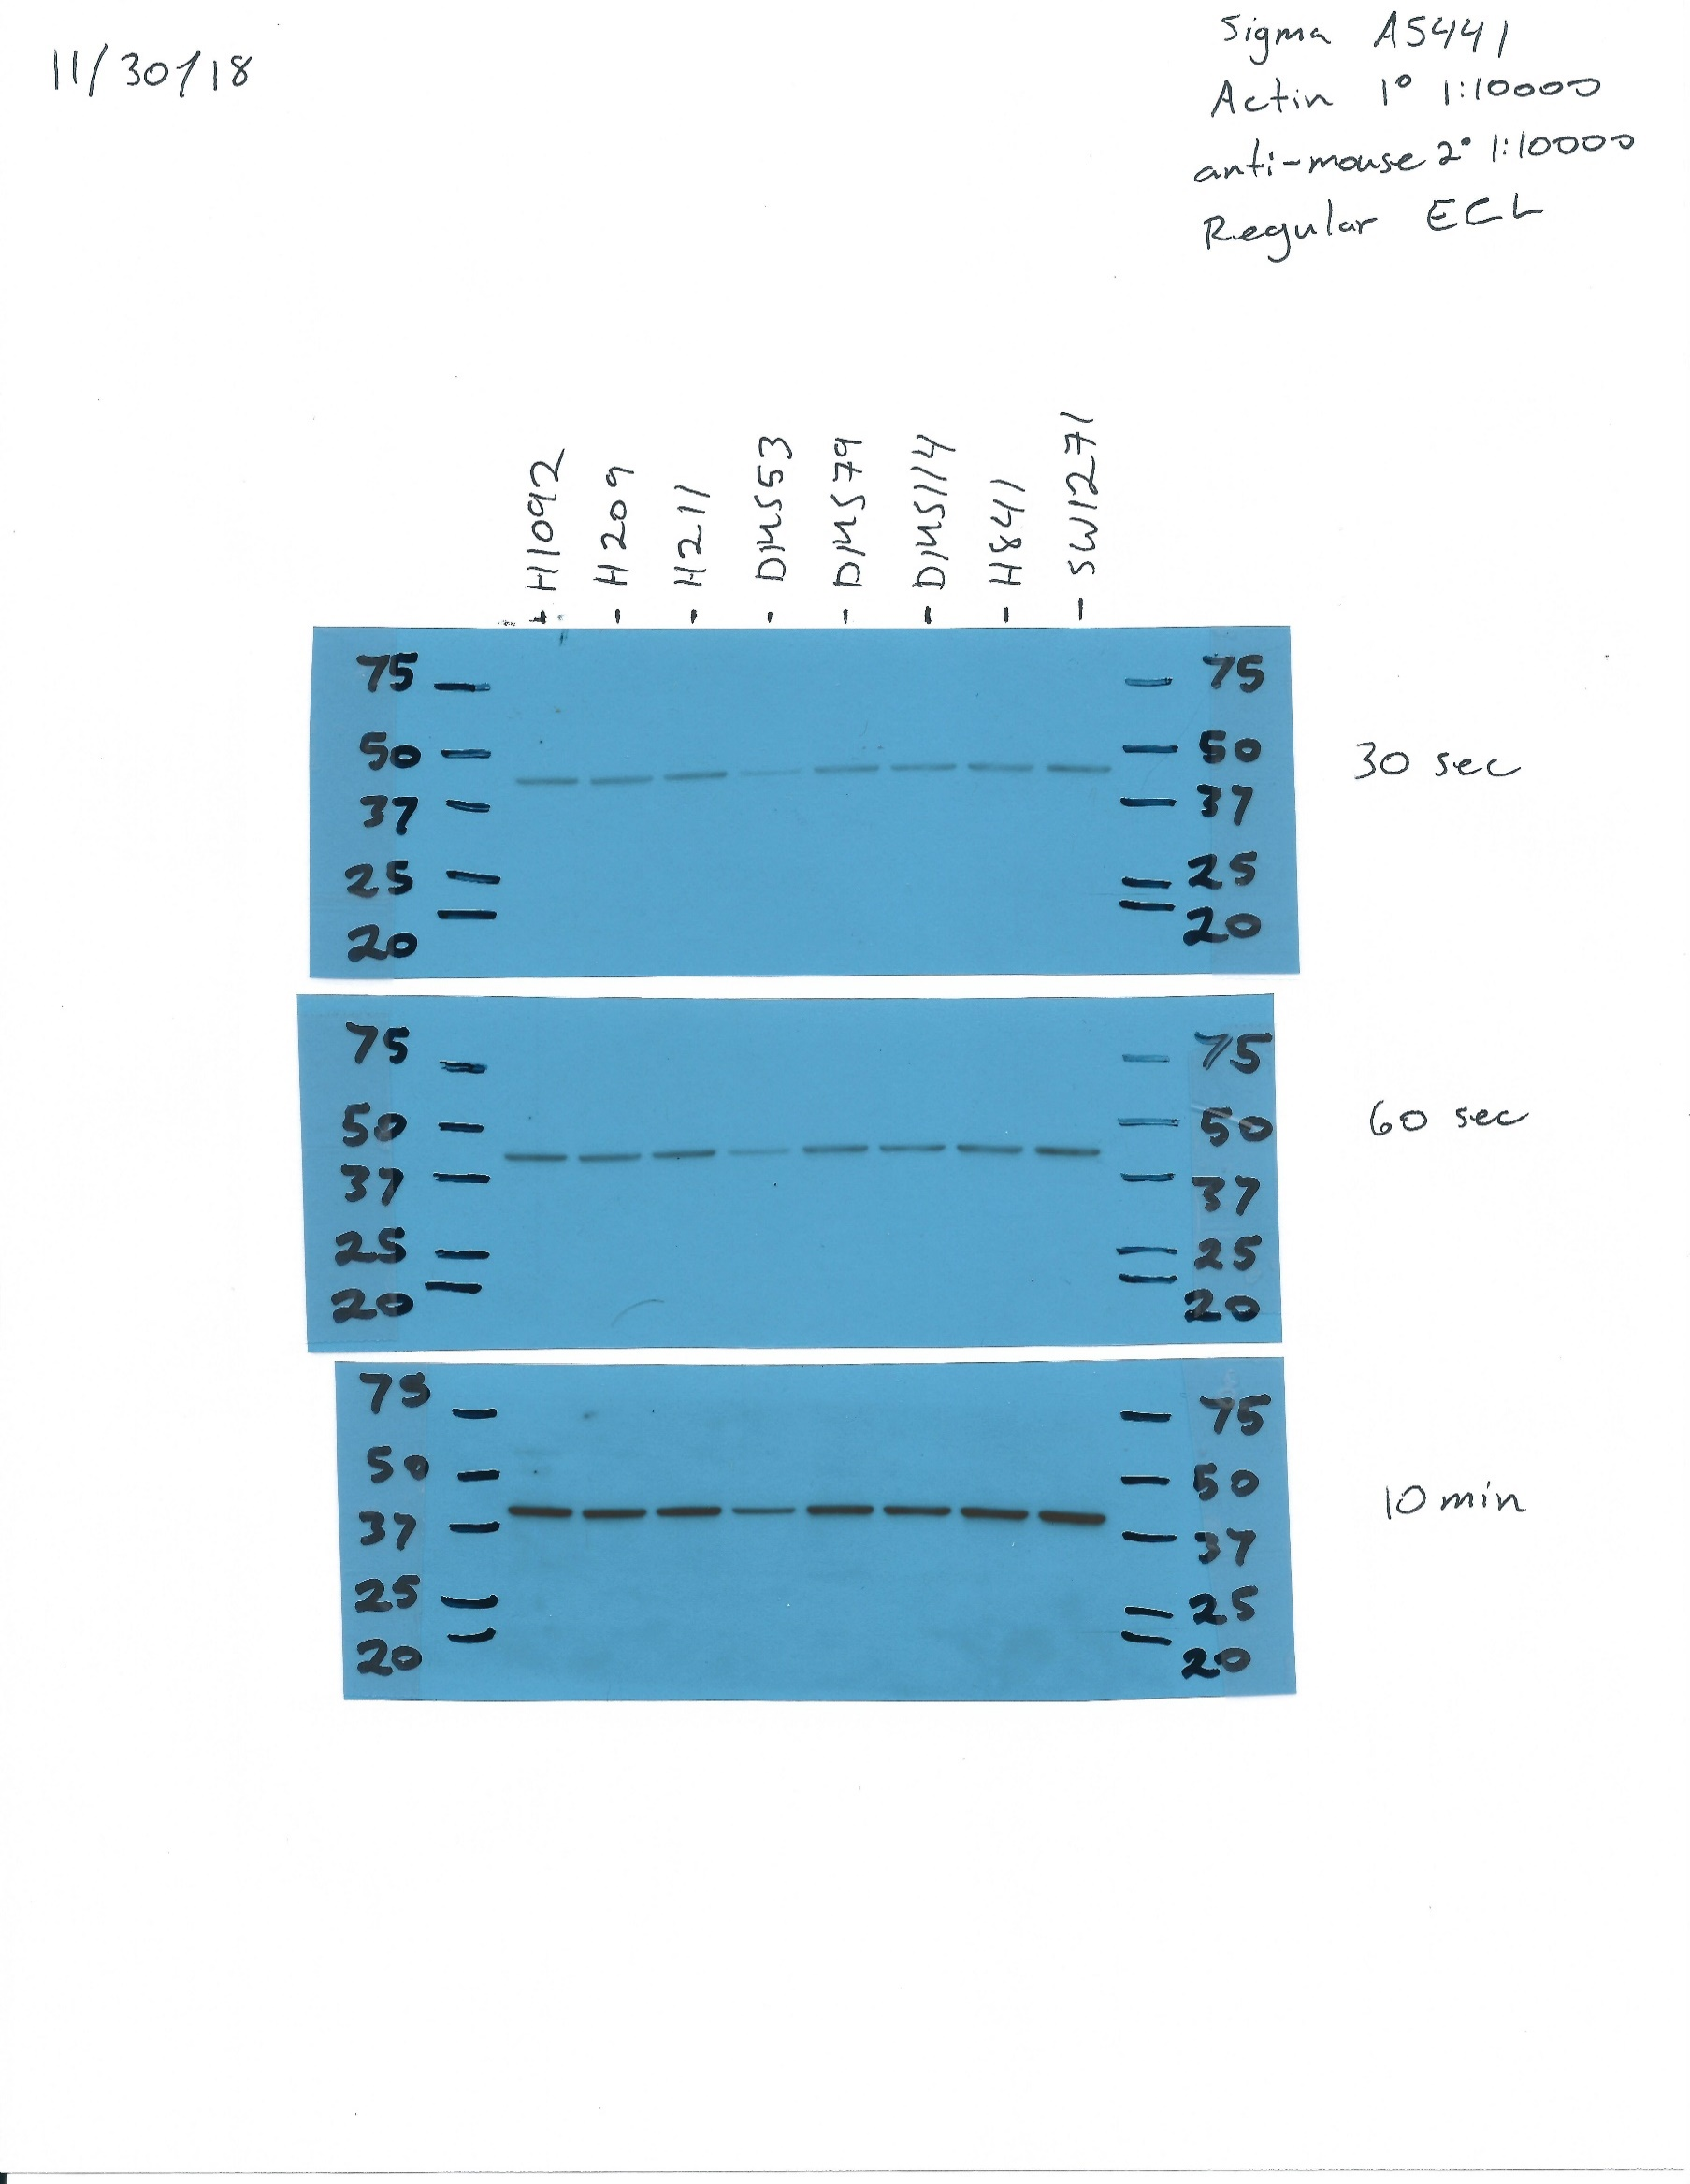 11/30/18
Sigma A5441
Actin 1° 1:10000
anti-mouse 2° 1:10000
Regular ECL
H1092
H209
H211
DMS53
DMS79
DMS114
H841
SW1271
75 75
50 50
37 37
25 25
20 20
30 sec
75 75
50 50
37 37
25 25
20 20
60 sec
75 75
50 50
37 37
25 25
20 20
10 min